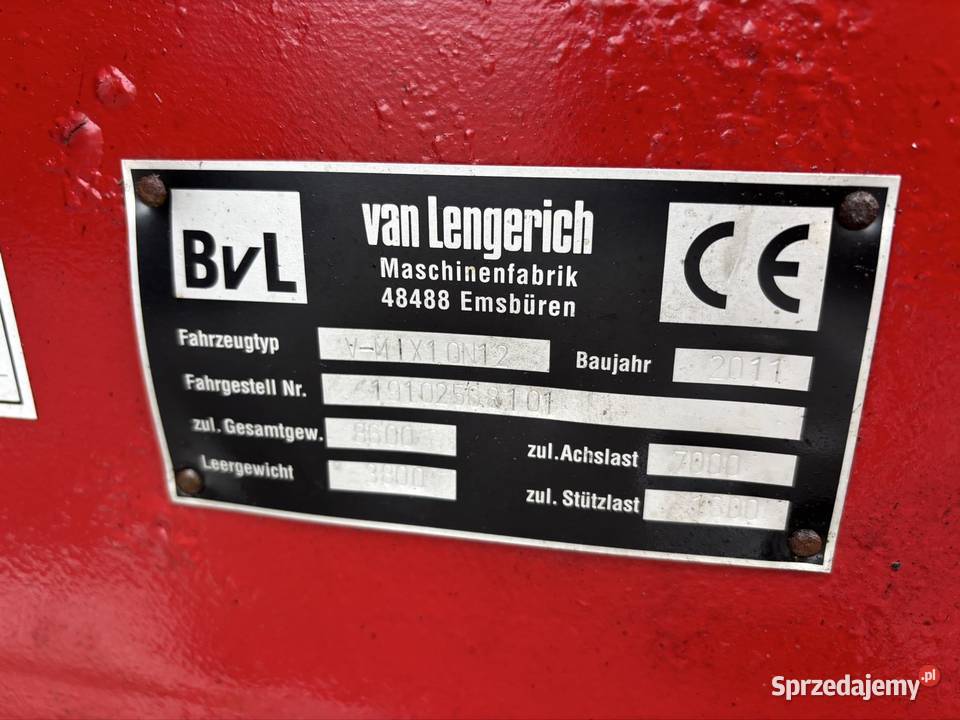 BvL
van Lengerich
Maschinenfabrik
48488 Emsbüren
CE
Fahrzeugtyp V-MIX10N12 Baujahr 2011
Fahrgestell Nr.
zul. Gesamtgew. 8600 zul. Achslast 7000
Leergewicht 3800 zul. Stützlast 1600
Sprzedajemy.pl